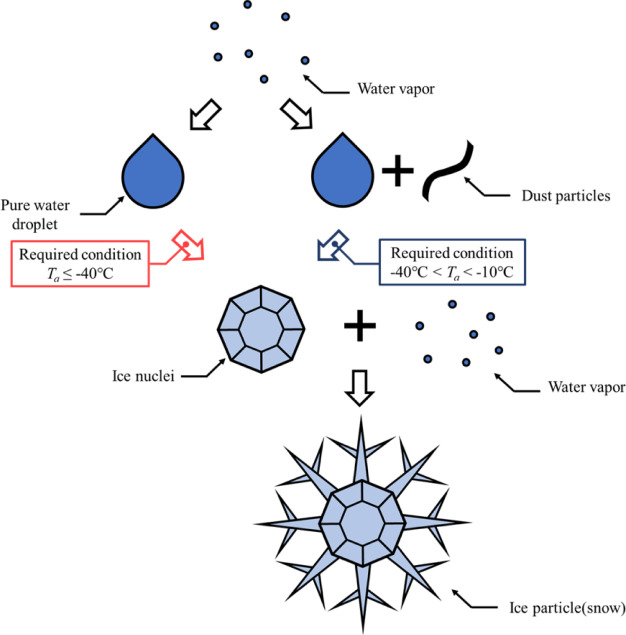 Water vapor
Dust particles
Pure water
droplet
Required condition
Tₐ ≤ -40℃
Required condition
-40℃ < Tₐ < -10℃
Ice nuclei
Water vapor
Ice particle(snow)